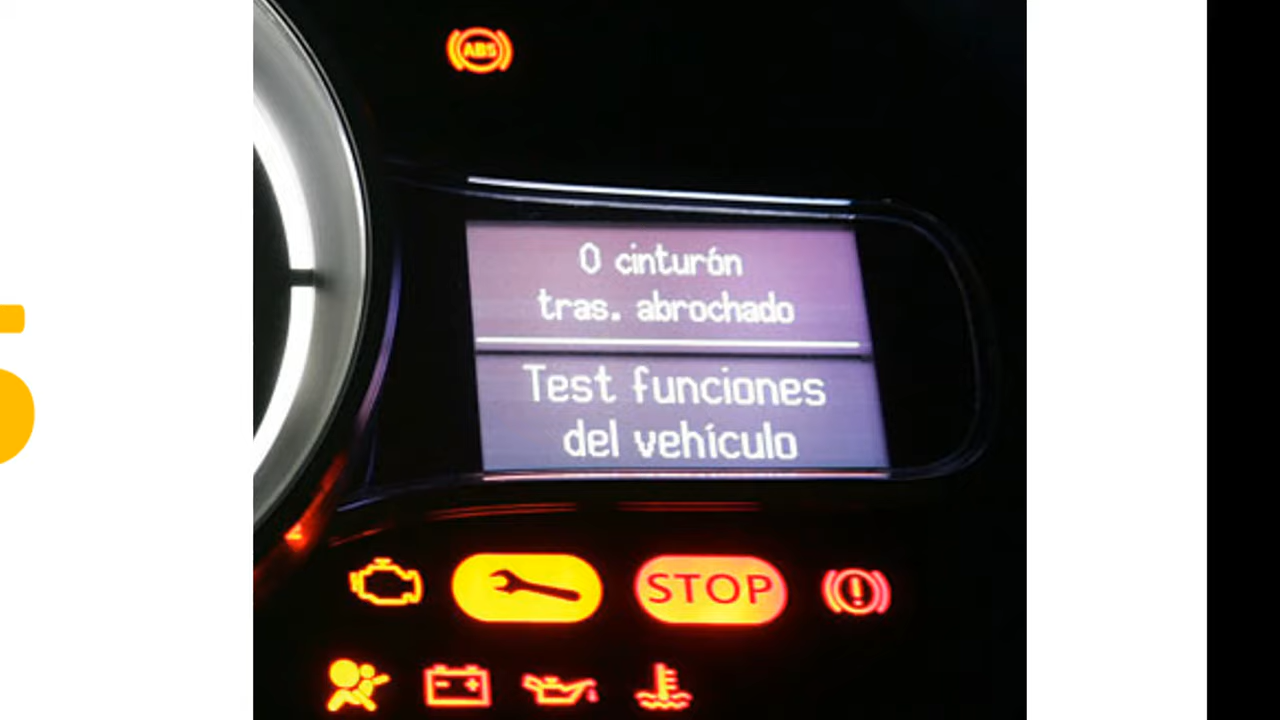 ABS
0 cinturón
tras. abrochado
Test funciones
del vehículo
STOP